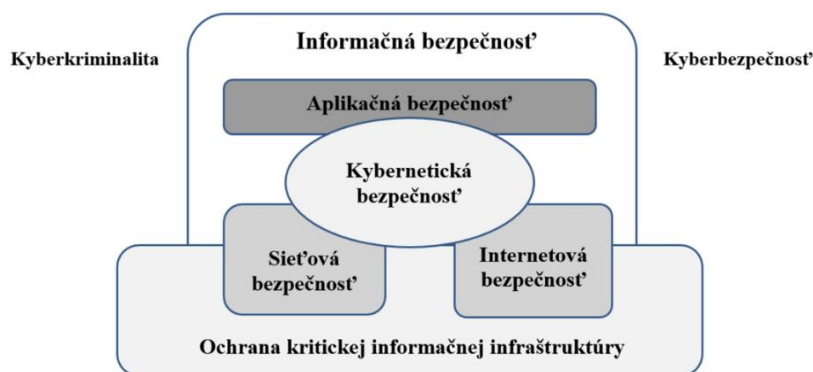 Informačná bezpečnosť
Kyberkriminalita
Kyberbezpečnosť
Aplikačná bezpečnosť
Kybernetická
bezpečnosť
Sieťová
bezpečnosť
Internetová
bezpečnosť
Ochrana kritickej informačnej infraštruktúry